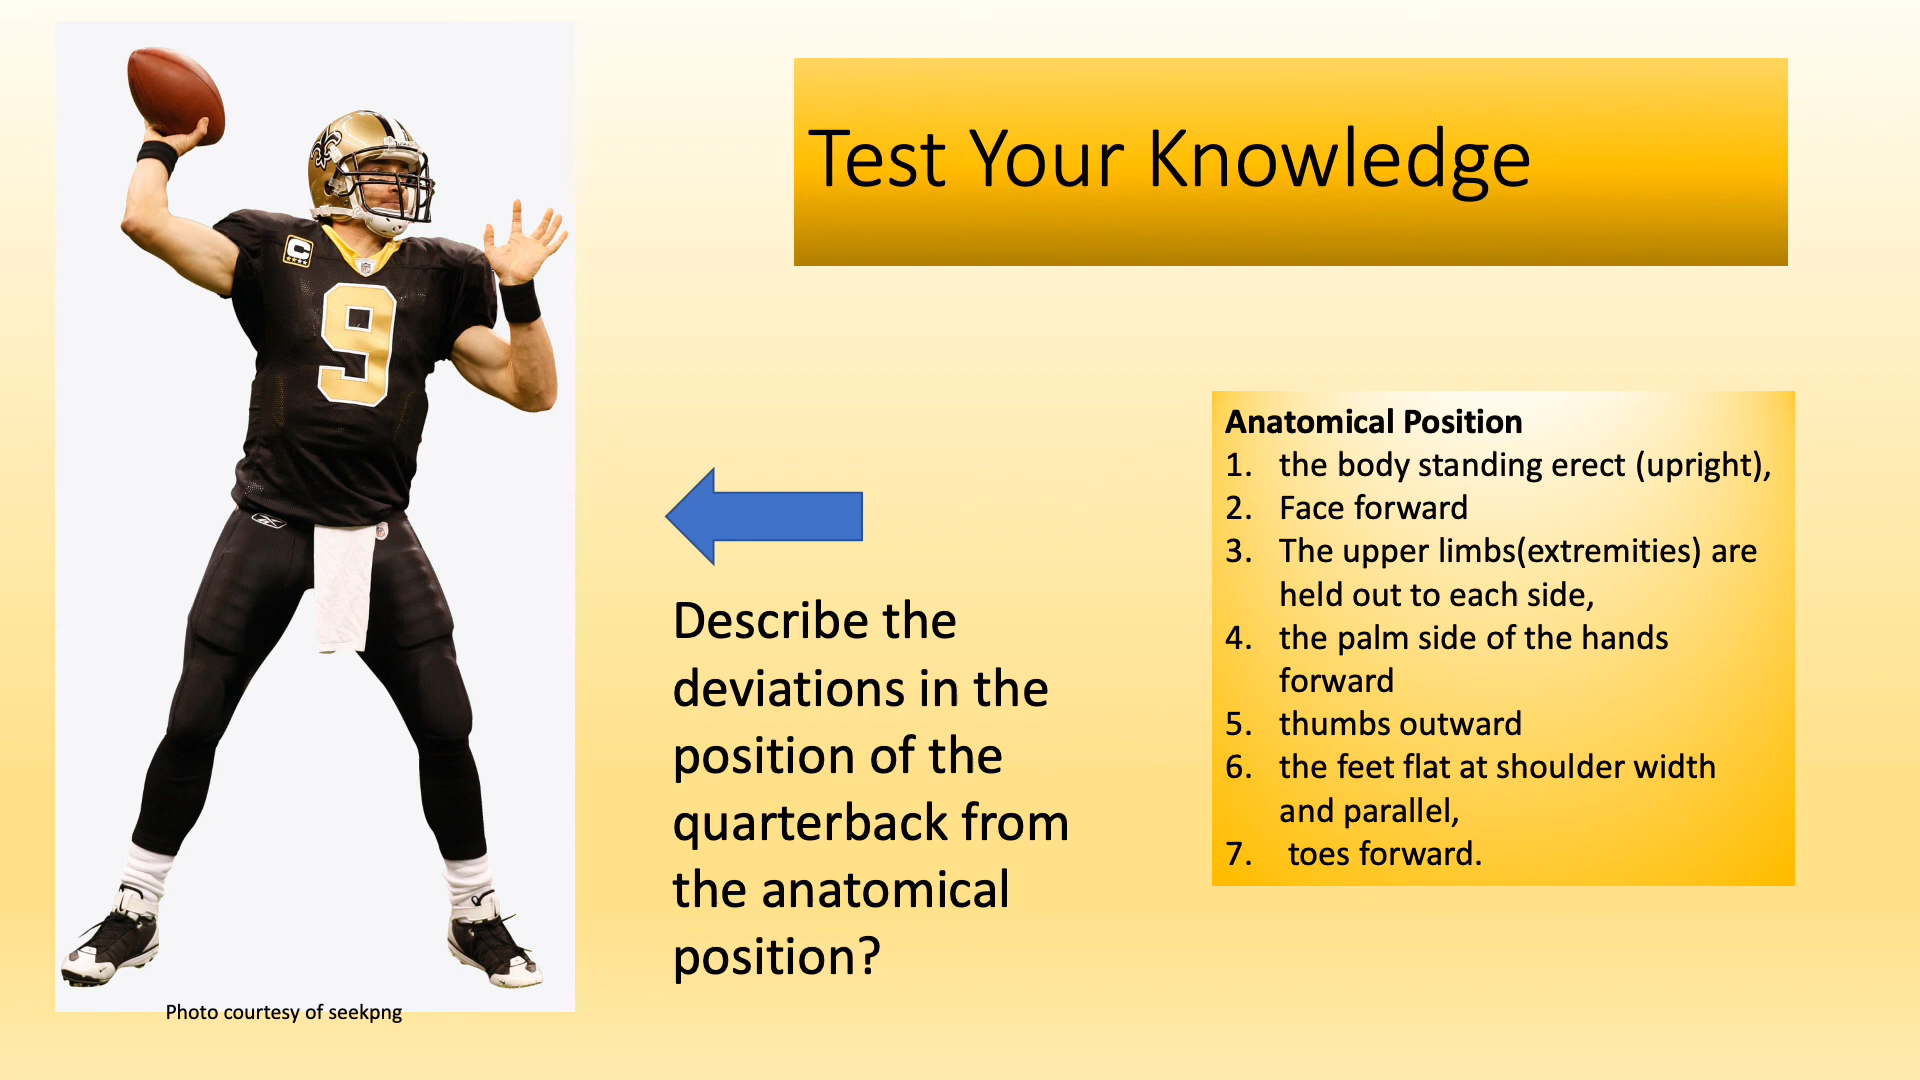 Test Your Knowledge
C
9
Anatomical Position
1. the body standing erect (upright),
2. Face forward
3. The upper limbs(extremities) are
held out to each side,
4. the palm side of the hands
forward
5. thumbs outward
6. the feet flat at shoulder width
and parallel,
7. toes forward.
Describe the
deviations in the
position of the
quarterback from
the anatomical
position?
Photo courtesy of seekpng